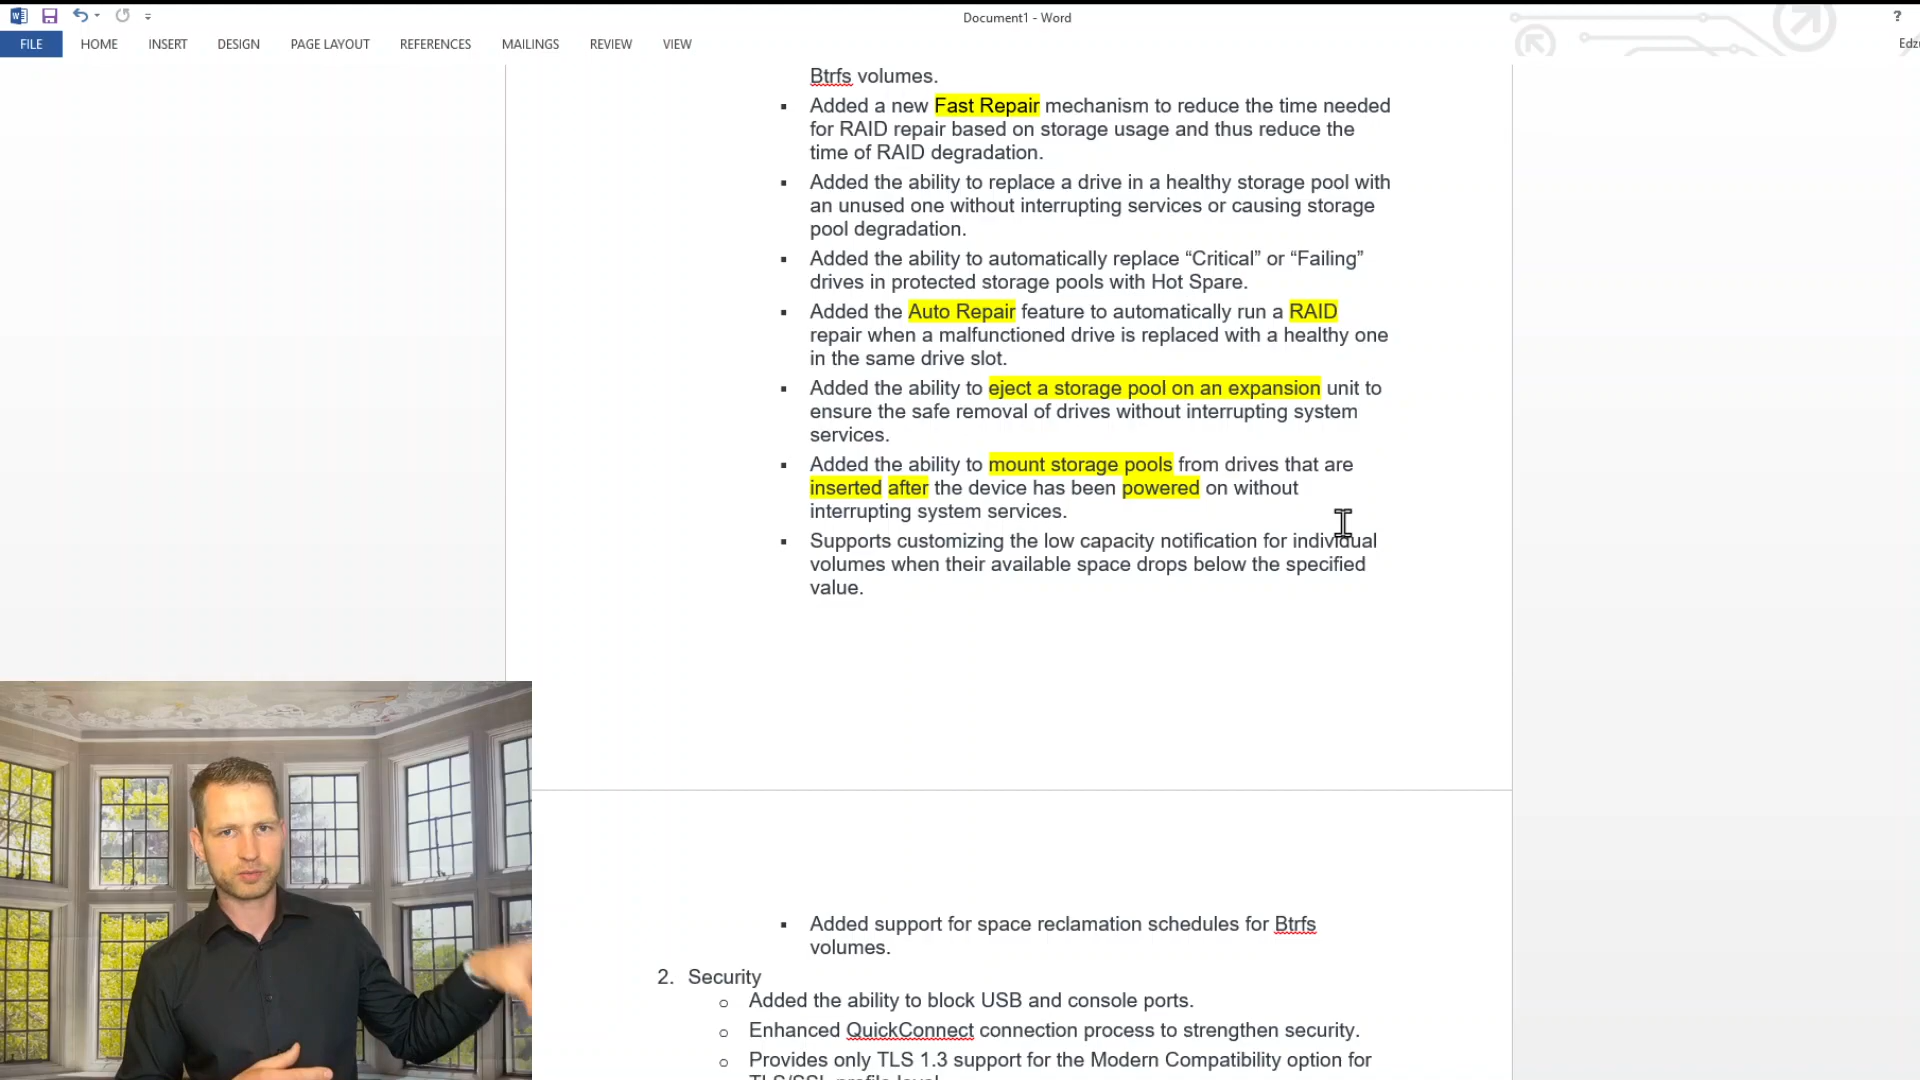 Document1 - Word
?
FILE HOME INSERT DESIGN PAGE LAYOUT REFERENCES MAILINGS REVIEW VIEW
Btrfs volumes.
▪ Added a new Fast Repair mechanism to reduce the time needed
for RAID repair based on storage usage and thus reduce the
time of RAID degradation.
▪ Added the ability to replace a drive in a healthy storage pool with
an unused one without interrupting services or causing storage
pool degradation.
▪ Added the ability to automatically replace “Critical” or “Failing”
drives in protected storage pools with Hot Spare.
▪ Added the Auto Repair feature to automatically run a RAID
repair when a malfunctioned drive is replaced with a healthy one
in the same drive slot.
▪ Added the ability to eject a storage pool on an expansion unit to
ensure the safe removal of drives without interrupting system
services.
▪ Added the ability to mount storage pools from drives that are
inserted after the device has been powered on without
interrupting system services.
▪ Supports customizing the low capacity notification for individual
volumes when their available space drops below the specified
value.
▪ Added support for space reclamation schedules for Btrfs
volumes.
2. Security
o Added the ability to block USB and console ports.
o Enhanced QuickConnect connection process to strengthen security.
o Provides only TLS 1.3 support for the Modern Compatibility option for
TLS/SSL profile level